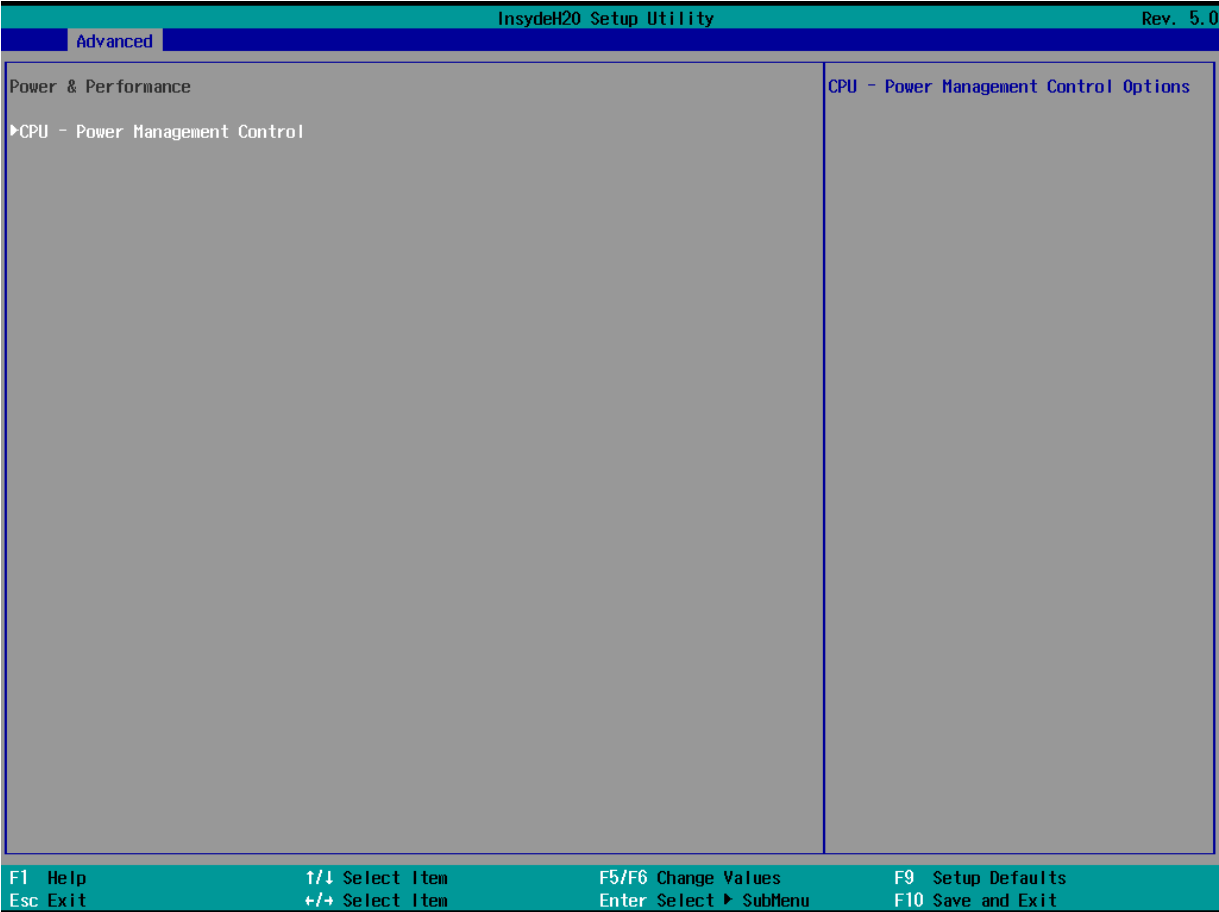 InsydeH20 Setup Utility Rev. 5.0
Advanced
Power & Performance
CPU - Power Management Control Options
▶CPU - Power Management Control
F1 Help ↑/↓ Select Item F5/F6 Change Values F9 Setup Defaults
Esc Exit ←/→ Select Item Enter Select ▶ SubMenu F10 Save and Exit